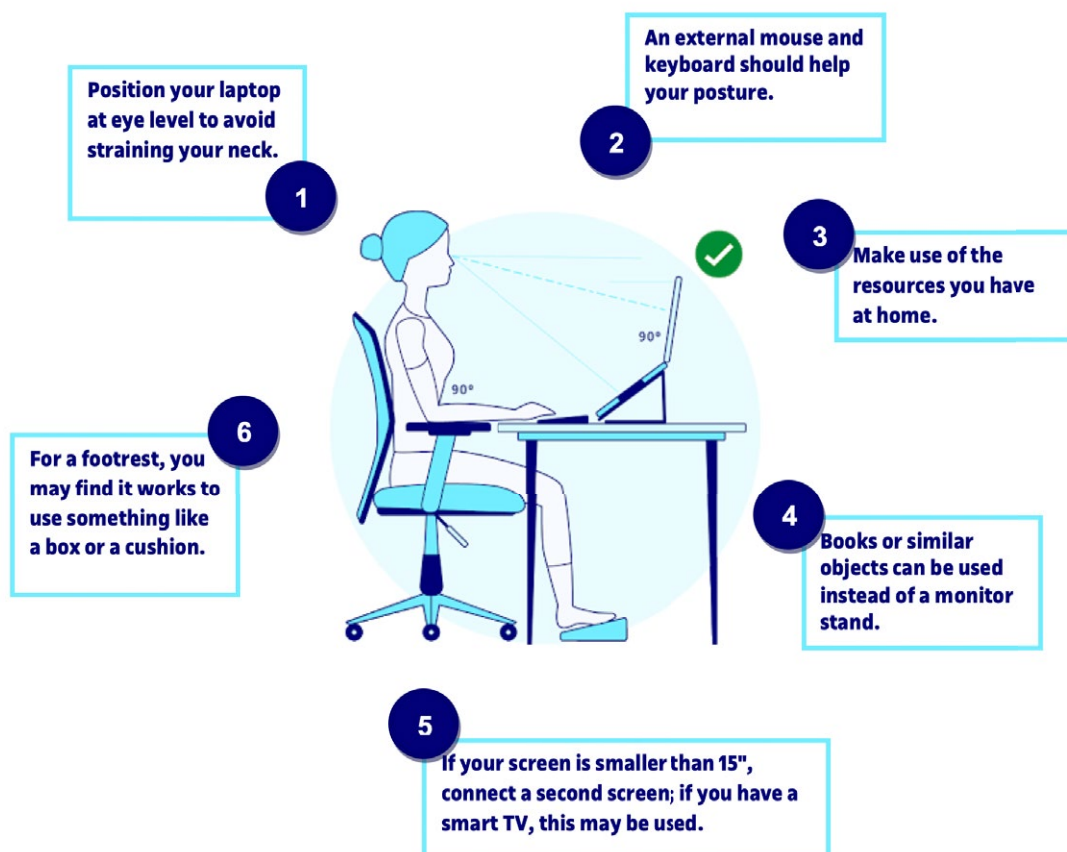 1
Position your laptop
at eye level to avoid
straining your neck.
2
An external mouse and
keyboard should help
your posture.
3
Make use of the
resources you have
at home.
90°
90°
4
Books or similar
objects can be used
instead of a monitor
stand.
5
If your screen is smaller than 15",
connect a second screen; if you have a
smart TV, this may be used.
6
For a footrest, you
may find it works to
use something like
a box or a cushion.